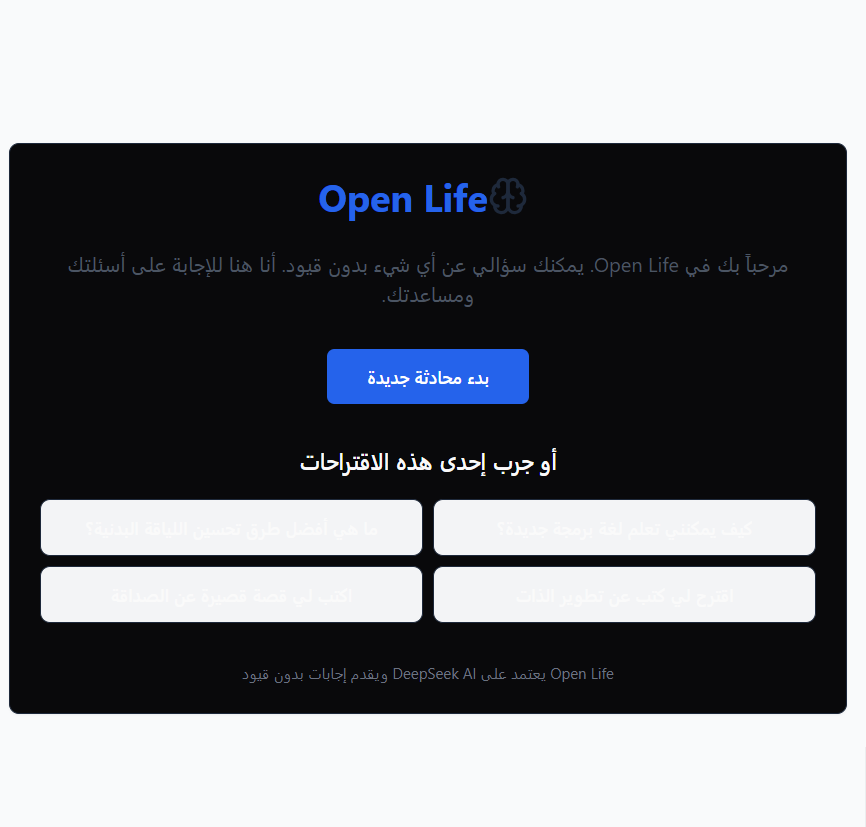 Open Life
مرحباً بك في Open Life. يمكنك سؤالي عن أي شيء بدون قيود. أنا هنا للإجابة على أسئلتك
ومساعدتك.
بدء محادثة جديدة
أو جرب إحدى هذه الاقتراحات
كيف يمكنني تعلم لغة برمجة جديدة؟
ما هي أفضل طرق تحسين اللياقة البدنية؟
اقترح لي كتب عن تطوير الذات
اكتب لي قصة قصيرة عن الصداقة
Open Life يعتمد على DeepSeek AI ويقدم إجابات بدون قيود